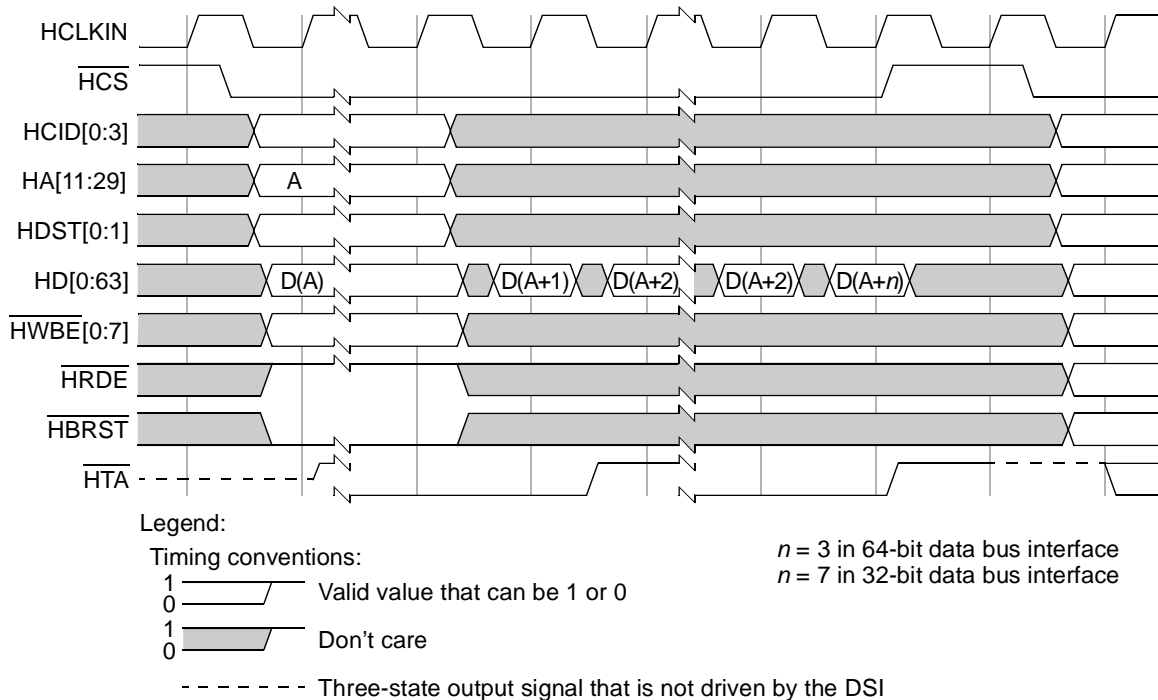 HCLKIN
HCS
HCID[0:3]
HA[11:29] A
HDST[0:1]
HD[0:63] D(A) D(A+1) D(A+2) D(A+2) D(A+n)
HWBE[0:7]
HRDE
HBRST
HTA
Legend:
Timing conventions:
1
0
Valid value that can be 1 or 0
1
0
Don't care
Three-state output signal that is not driven by the DSI
n = 3 in 64-bit data bus interface
n = 7 in 32-bit data bus interface